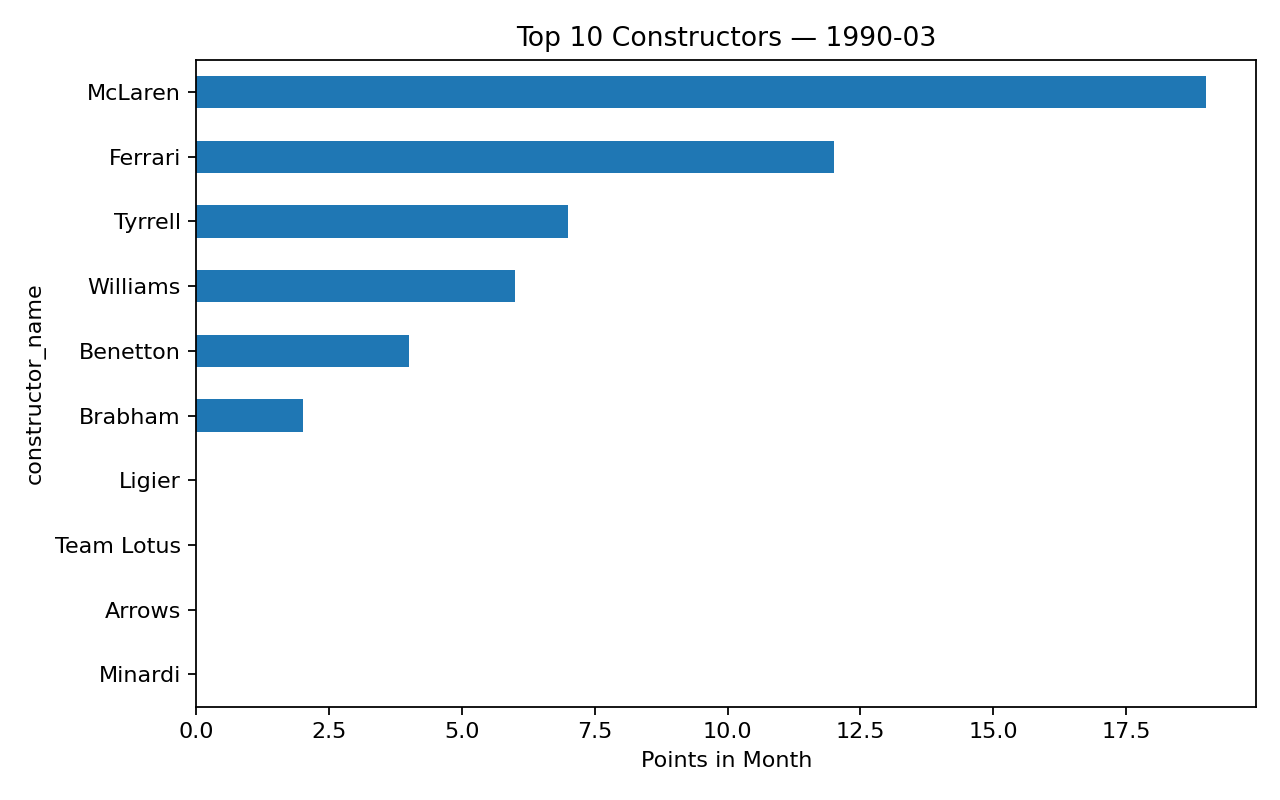 Top 10 Constructors — 1990-03
McLaren
Ferrari
Tyrrell
Williams
Benetton
Brabham
Ligier
Team Lotus
Arrows
Minardi
constructor_name
0.0 2.5 5.0 7.5 10.0 12.5 15.0 17.5
Points in Month